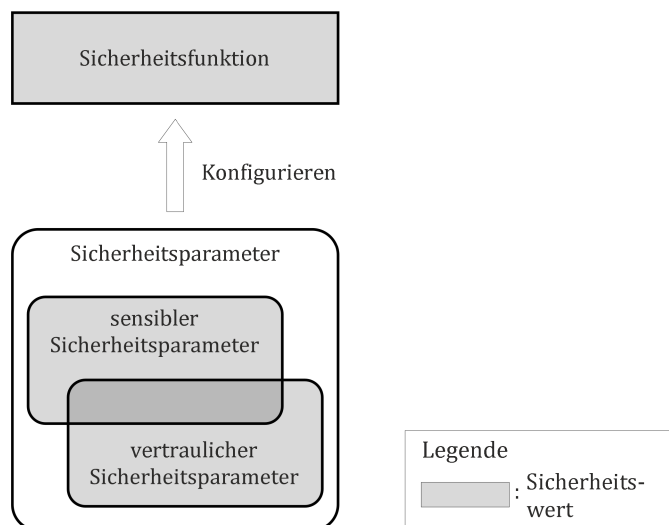 Sicherheitsfunktion
Konfigurieren
Sicherheitsparameter
sensibler
Sicherheitsparameter
vertraulicher
Sicherheitsparameter
Legende
: Sicherheits-
wert